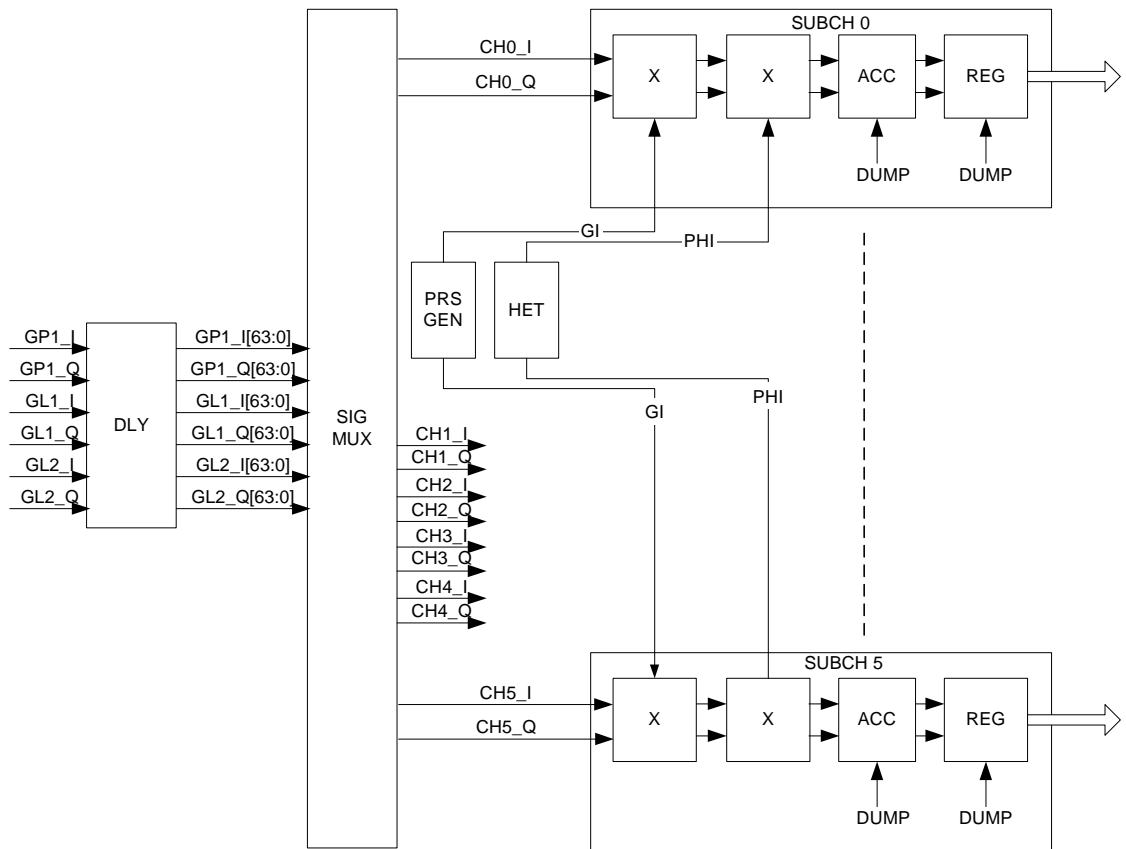 SUBCH 0
CH0_I
CH0_Q
X
X
ACC
REG
DUMP
DUMP
GI
PHI
PRS
GEN
HET
GP1_I
GP1_Q
GL1_I
GL1_Q
GL2_I
GL2_Q
DLY
GP1_I[63:0]
GP1_Q[63:0]
GL1_I[63:0]
GL1_Q[63:0]
GL2_I[63:0]
GL2_Q[63:0]
SIG
MUX
GI
PHI
CH1_I
CH1_Q
CH2_I
CH2_Q
CH3_I
CH3_Q
CH4_I
CH4_Q
SUBCH 5
CH5_I
CH5_Q
X
X
ACC
REG
DUMP
DUMP